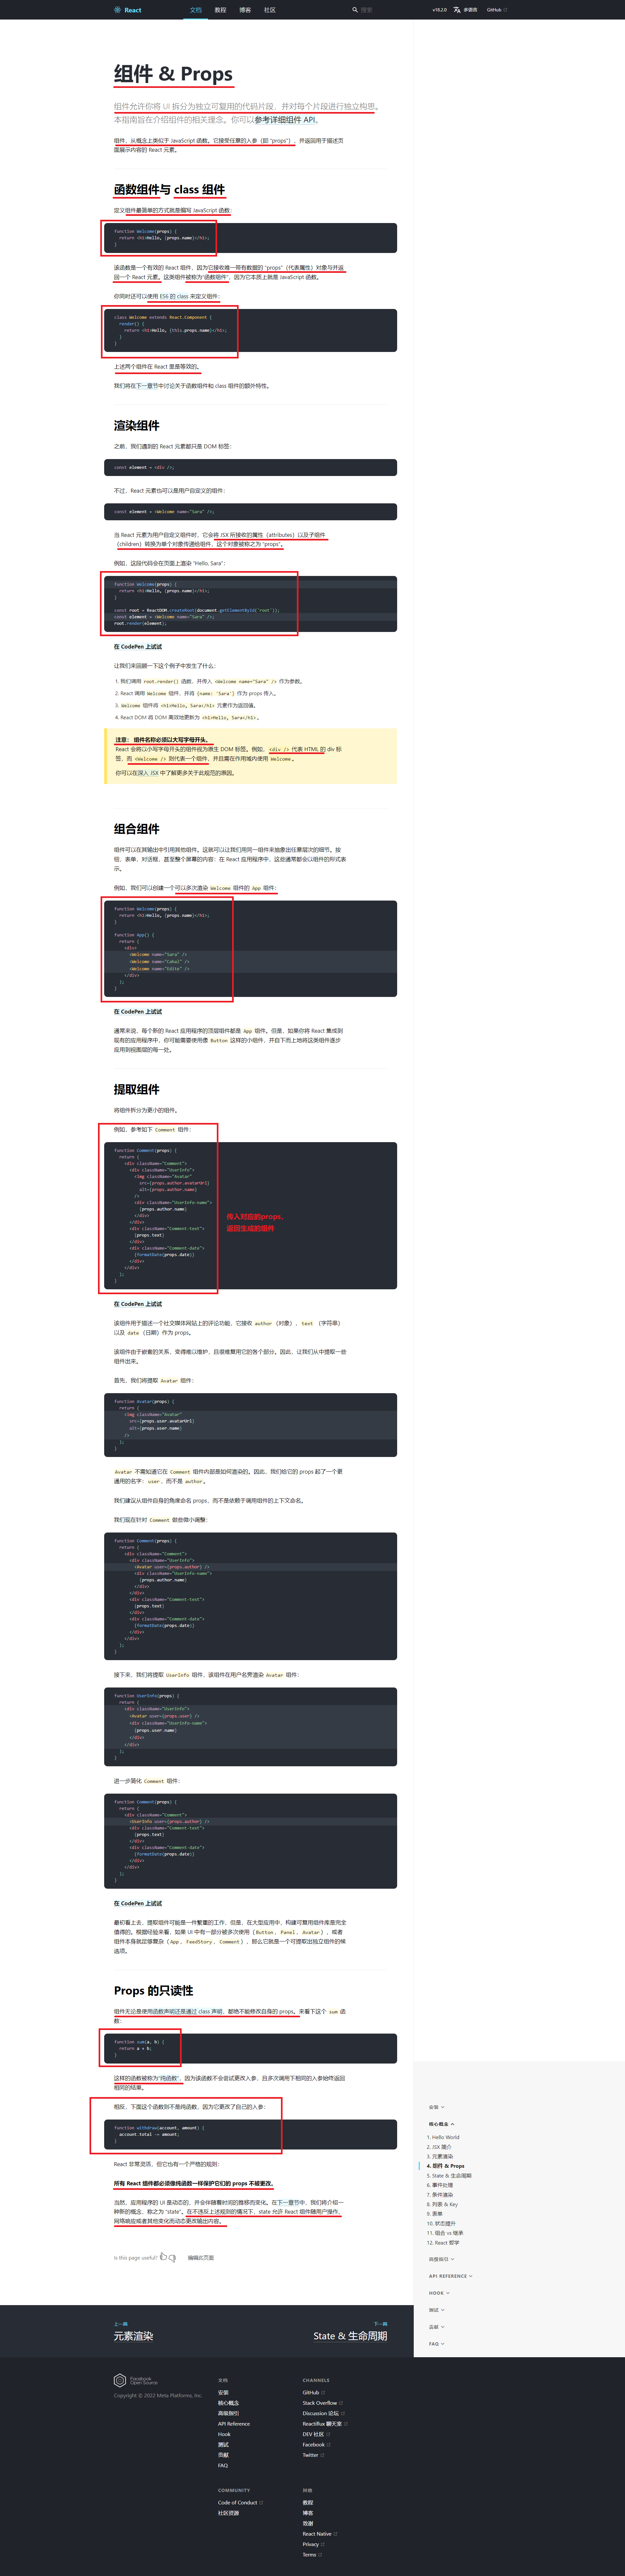 React
文档
教程
博客
社区
搜索
v18.2.0
多语言
GitHub
组件 & Props
组件允许你将 UI 拆分为独立可复用的代码片段，并对每个片段进行独立构思。
本指南旨在介绍组件的相关理念。你可以参考详细组件 API。
组件，从概念上类似于 JavaScript 函数。它接受任意的入参（即 “props”），并返回用于描述页
面展示内容的 React 元素。
函数组件与 class 组件
定义组件最简单的方式就是编写 JavaScript 函数：
function Welcome(props) {
return <h1>Hello, {props.name}</h1>;
}
该函数是一个有效的 React 组件，因为它接收唯一带有数据的 “props”（代表属性）对象与并返
回一个 React 元素。这类组件被称为“函数组件”，因为它本质上就是 JavaScript 函数。
你同时还可以使用 ES6 的 class 来定义组件：
class Welcome extends React.Component {
render() {
return <h1>Hello, {this.props.name}</h1>;
}
}
上述两个组件在 React 里是等效的。
我们将在下一章节中讨论关于函数组件和 class 组件的额外特性。
渲染组件
之前，我们遇到的 React 元素都只是 DOM 标签：
const element = <div />;
不过，React 元素也可以是用户自定义的组件：
const element = <Welcome name="Sara" />;
当 React 元素为用户自定义组件时，它会将 JSX 所接收的属性（attributes）以及子组件
（children）转换为单个对象传递给组件，这个对象被称之为 “props”。
例如，这段代码会在页面上渲染 “Hello, Sara”：
function Welcome(props) {
return <h1>Hello, {props.name}</h1>;
}
const root = ReactDOM.createRoot(document.getElementById('root'));
const element = <Welcome name="Sara" />;
root.render(element);
在 CodePen 上试试
让我们来回顾一下这个例子中发生了什么：
1. 我们调用 root.render() 函数，并传入 <Welcome name="Sara" /> 作为参数。
2. React 调用 Welcome 组件，并将 {name: 'Sara'} 作为 props 传入。
3. Welcome 组件将 <h1>Hello, Sara</h1> 元素作为返回值。
4. React DOM 将 DOM 高效地更新为 <h1>Hello, Sara</h1>。
注意： 组件名称必须以大写字母开头。
React 会将以小写字母开头的组件视为原生 DOM 标签。例如，<div /> 代表 HTML 的 div 标
签，而 <Welcome /> 则代表一个组件，并且需在作用域内使用 Welcome。
你可以在深入 JSX 中了解更多关于此规范的原因。
组合组件
组件可以在其输出中引用其他组件。这就可以让我们用同一组件来抽象出任意层次的细节。按
钮，表单，对话框，甚至整个屏幕的内容：在 React 应用程序中，这些通常都会以组件的形式表
示。
例如，我们可以创建一个可以多次渲染 Welcome 组件的 App 组件：
function Welcome(props) {
return <h1>Hello, {props.name}</h1>;
}
function App() {
return (
<div>
<Welcome name="Sara" />
<Welcome name="Cahal" />
<Welcome name="Edite" />
</div>
);
}
在 CodePen 上试试
通常来说，每个新的 React 应用程序的顶层组件都是 App 组件。但是，如果你将 React 集成到
现有的应用程序中，你可能需要使用像 Button 这样的小组件，并自下而上地将这类组件逐步
应用到视图层的每一处。
提取组件
将组件拆分为更小的组件。
例如，参考如下 Comment 组件：
function Comment(props) {
return (
<div className="Comment">
<div className="UserInfo">
<img className="Avatar"
src={props.author.avatarUrl}
alt={props.author.name}
/>
<div className="UserInfo-name">
{props.author.name}
</div>
</div>
<div className="Comment-text">
{props.text}
</div>
<div className="Comment-date">
{formatDate(props.date)}
</div>
</div>
);
}
传入对应的props，
返回生成的组件
在 CodePen 上试试
该组件用于描述一个社交媒体网站上的评论功能，它接收 author（对象），text （字符串）
以及 date（日期）作为 props。
该组件由于嵌套的关系，变得难以维护，且很难复用它的各个部分。因此，让我们从中提取一些
组件出来。
首先，我们将提取 Avatar 组件：
function Avatar(props) {
return (
<img className="Avatar"
src={props.user.avatarUrl}
alt={props.user.name}
/>
);
}
Avatar 不需知道它在 Comment 组件内部是如何渲染的。因此，我们给它的 props 起了一个更
通用的名字：user，而不是 author。
我们建议从组件自身的角度命名 props，而不是依赖于调用组件的上下文命名。
我们现在针对 Comment 做些微小调整：
function Comment(props) {
return (
<div className="Comment">
<div className="UserInfo">
<Avatar user={props.author} />
<div className="UserInfo-name">
{props.author.name}
</div>
</div>
<div className="Comment-text">
{props.text}
</div>
<div className="Comment-date">
{formatDate(props.date)}
</div>
</div>
);
}
接下来，我们将提取 UserInfo 组件，该组件在用户名旁渲染 Avatar 组件：
function UserInfo(props) {
return (
<div className="UserInfo">
<Avatar user={props.user} />
<div className="UserInfo-name">
{props.user.name}
</div>
</div>
);
}
进一步简化 Comment 组件：
function Comment(props) {
return (
<div className="Comment">
<UserInfo user={props.author} />
<div className="Comment-text">
{props.text}
</div>
<div className="Comment-date">
{formatDate(props.date)}
</div>
</div>
);
}
在 CodePen 上试试
最初看上去，提取组件可能是一件繁重的工作，但是，在大型应用中，构建可复用组件库是完全
值得的。根据经验来看，如果 UI 中有一部分被多次使用（Button，Panel，Avatar），或者
组件本身就足够复杂（App，FeedStory，Comment），那么它就是一个可提取出独立组件的候
选项。
Props 的只读性
组件无论是使用函数声明还是通过 class 声明，都绝不能修改自身的 props。来看下这个 sum 函
数：
function sum(a, b) {
return a + b;
}
这样的函数被称为“纯函数”，因为该函数不会尝试更改入参，且多次调用下相同的入参始终返回
相同的结果。
相反，下面这个函数则不是纯函数，因为它更改了自己的入参：
function withdraw(account, amount) {
account.total -= amount;
}
React 非常灵活，但它也有一个严格的规则：
所有 React 组件都必须像纯函数一样保护它们的 props 不被更改。
当然，应用程序的 UI 是动态的，并会伴随着时间的推移而变化。在下一章节中，我们将介绍一
种新的概念，称之为 “state”。在不违反上述规则的情况下，state 允许 React 组件随用户操作、
网络响应或者其他变化而动态更改输出内容。
Is this page useful?
编辑此页面
安装
核心概念
1. Hello World
2. JSX 简介
3. 元素渲染
4. 组件 & Props
5. State & 生命周期
6. 事件处理
7. 条件渲染
8. 列表 & Key
9. 表单
10. 状态提升
11. 组合 vs 继承
12. React 哲学
高级指引
API REFERENCE
HOOK
测试
贡献
FAQ
上一篇
元素渲染
下一篇
State & 生命周期
Facebook
Open Source
Copyright © 2022 Meta Platforms, Inc.
文档
安装
核心概念
高级指引
API Reference
Hook
测试
贡献
FAQ
CHANNELS
GitHub
Stack Overflow
Discussion 论坛
Reactiflux 聊天室
DEV 社区
Facebook
Twitter
COMMUNITY
Code of Conduct
社区资源
其他
教程
博客
致谢
React Native
Privacy
Terms